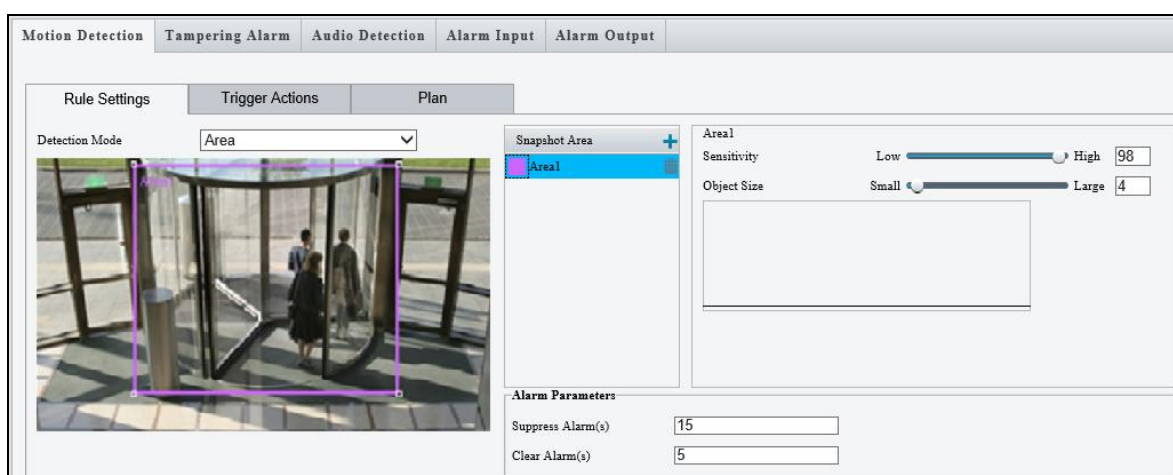 Motion Detection Tampering Alarm Audio Detection Alarm Input Alarm Output
Rule Settings Trigger Actions Plan
Detection Mode Area
Snapshot Area
Area1
Area1
Sensitivity Low High 98
Object Size Small Large 4
Alarm Parameters
Suppress Alarm(s) 15
Clear Alarm(s) 5